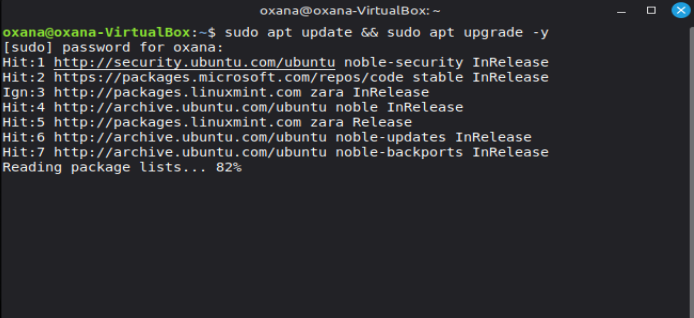 oxana@oxana-VirtualBox: ~
oxana@oxana-VirtualBox:~$ sudo apt update && sudo apt upgrade -y
[sudo] password for oxana:
Hit:1 http://security.ubuntu.com/ubuntu noble-security InRelease
Hit:2 https://packages.microsoft.com/repos/code stable InRelease
Ign:3 http://packages.linuxmint.com zara InRelease
Hit:4 http://archive.ubuntu.com/ubuntu noble InRelease
Hit:5 http://packages.linuxmint.com zara Release
Hit:6 http://archive.ubuntu.com/ubuntu noble-updates InRelease
Hit:7 http://archive.ubuntu.com/ubuntu noble-backports InRelease
Reading package lists... 82%